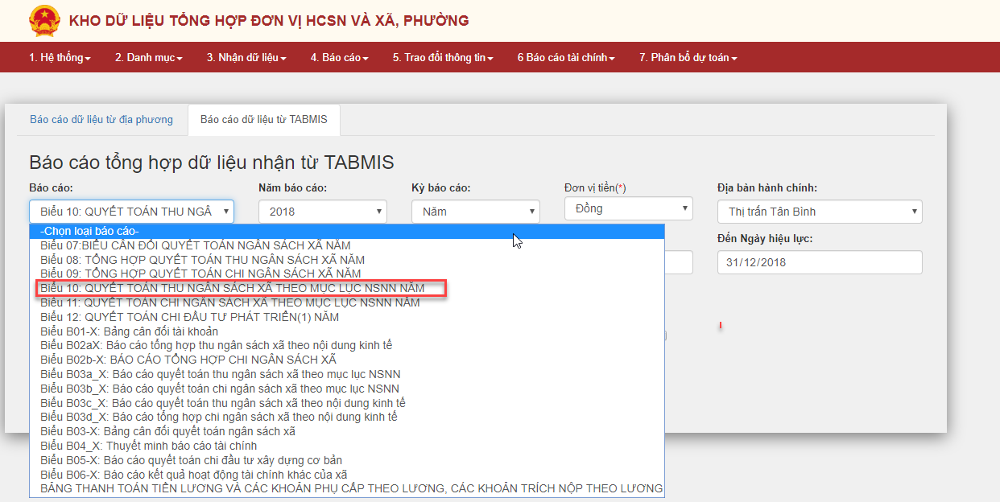 KHO DỮ LIỆU TỔNG HỢP ĐƠN VỊ HCSN VÀ XÃ, PHƯỜNG
1. Hệ thống 2. Danh mục 3. Nhận dữ liệu 4. Báo cáo 5. Trao đổi thông tin 6 Báo cáo tài chính 7. Phân bổ dự toán
Báo cáo dữ liệu từ địa phương Báo cáo dữ liệu từ TABMIS
Báo cáo tổng hợp dữ liệu nhận từ TABMIS
Báo cáo: Năm báo cáo: Kỳ báo cáo: Đơn vị tiền(*) Địa bàn hành chính:
Biểu 10: QUYẾT TOÁN THU NGÂ 2018 Năm Đồng Thị trấn Tân Bình
Đến Ngày hiệu lực:
31/12/2018
-Chọn loại báo cáo-
Biểu 07:BIỂU CÂN ĐỐI QUYẾT TOÁN NGÂN SÁCH XÃ NĂM
Biểu 08: TỔNG HỢP QUYẾT TOÁN THU NGÂN SÁCH XÃ NĂM
Biểu 09: TỔNG HỢP QUYẾT TOÁN CHI NGÂN SÁCH XÃ NĂM
Biểu 10: QUYẾT TOÁN THU NGÂN SÁCH XÃ THEO MỤC LỤC NSNN NĂM
Biểu 11: QUYẾT TOÁN CHI NGÂN SÁCH XÃ THEO MỤC LỤC NSNN NĂM
Biểu 12: QUYẾT TOÁN CHI ĐẦU TƯ PHÁT TRIỂN(1) NĂM
Biểu B01-X: Bảng cân đối tài khoản
Biểu B02aX: Báo cáo tổng hợp thu ngân sách xã theo nội dung kinh tế
Biểu B02b-X: BÁO CÁO TỔNG HỢP CHI NGÂN SÁCH XÃ
Biểu B03a_X: Báo cáo quyết toán thu ngân sách xã theo mục lục NSNN
Biểu B03b_X: Báo cáo quyết toán chi ngân sách xã theo mục lục NSNN
Biểu B03c_X: Báo cáo quyết toán thu ngân sách xã theo nội dung kinh tế
Biểu B03d_X: Báo cáo tổng hợp chi ngân sách xã theo nội dung kinh tế
Biểu B03-X: Bảng cân đối quyết toán ngân sách xã
Biểu B04_X: Thuyết minh báo cáo tài chính
Biểu B05-X: Báo cáo quyết toán chi đầu tư xây dựng cơ bản
Biểu B06-X: Báo cáo kết quả hoạt động tài chính khác của xã
BẢNG THANH TOÁN TIỀN LƯƠNG VÀ CÁC KHOẢN PHỤ CẤP THEO LƯƠNG, CÁC KHOẢN TRÍCH NỘP THEO LƯƠNG